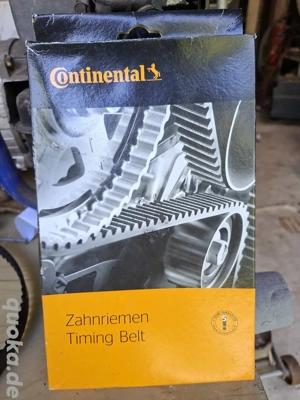 Continental
Zahnriemen
Timing Belt
quoka.de